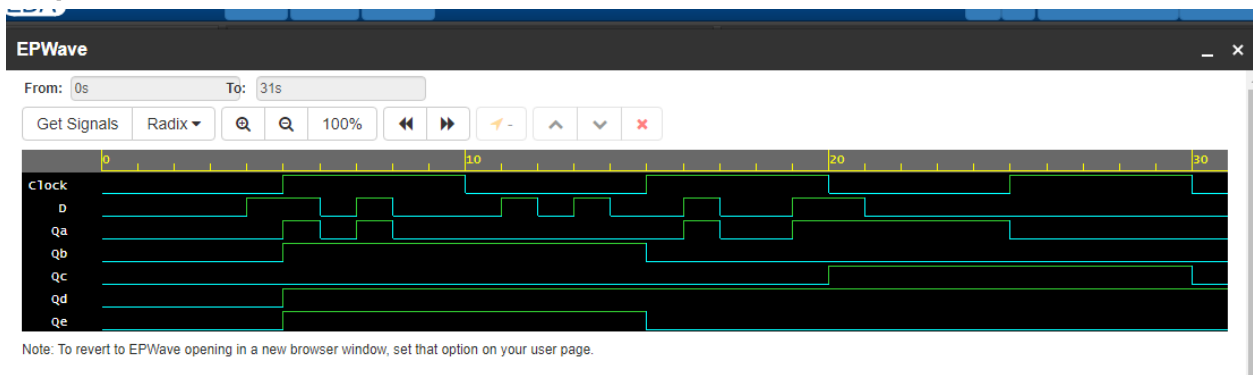 EPWave
From: 0s To: 31s
Get Signals Radix 100% -
0 10 20 30
Clock
D
Qa
Qb
Qc
Qd
Qe
Note: To revert to EPWave opening in a new browser window, set that option on your user page.